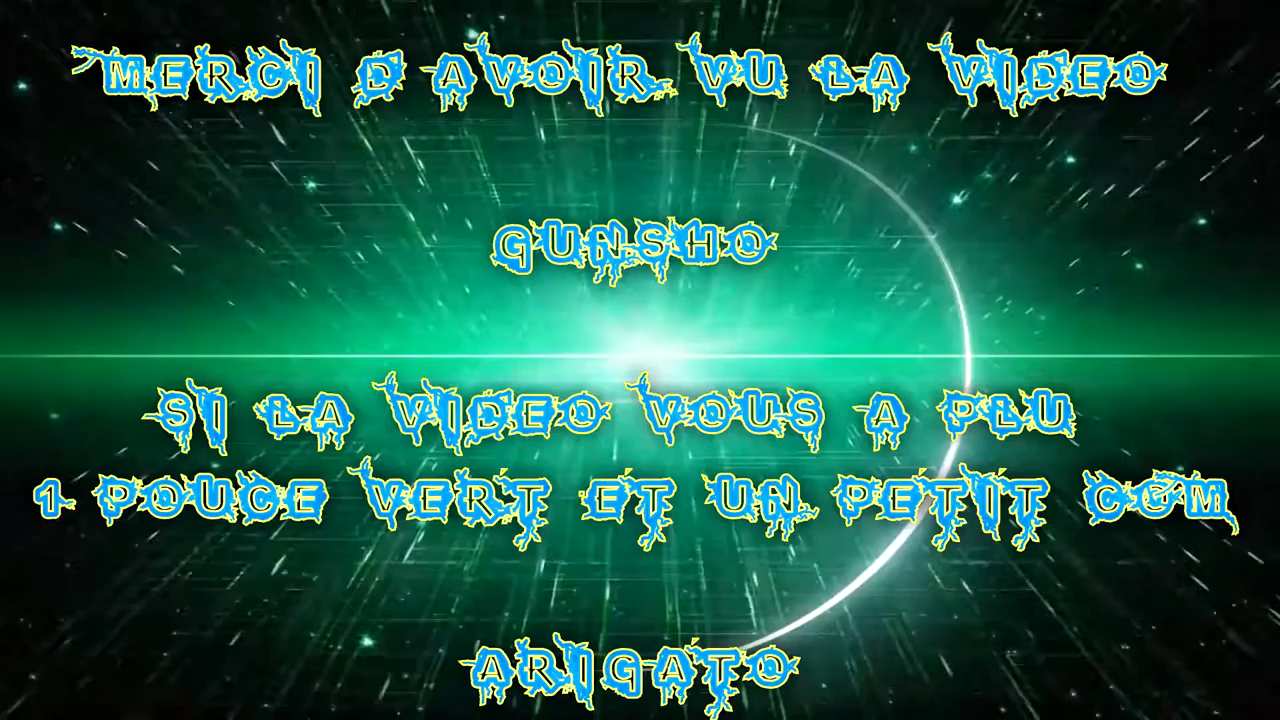 MERCI D AVOIR VU LA VIDEO
GUNSHO
SI LA VIDEO VOUS A PLU
1 POUCE VERT ET UN PETIT COM
ARIGATO